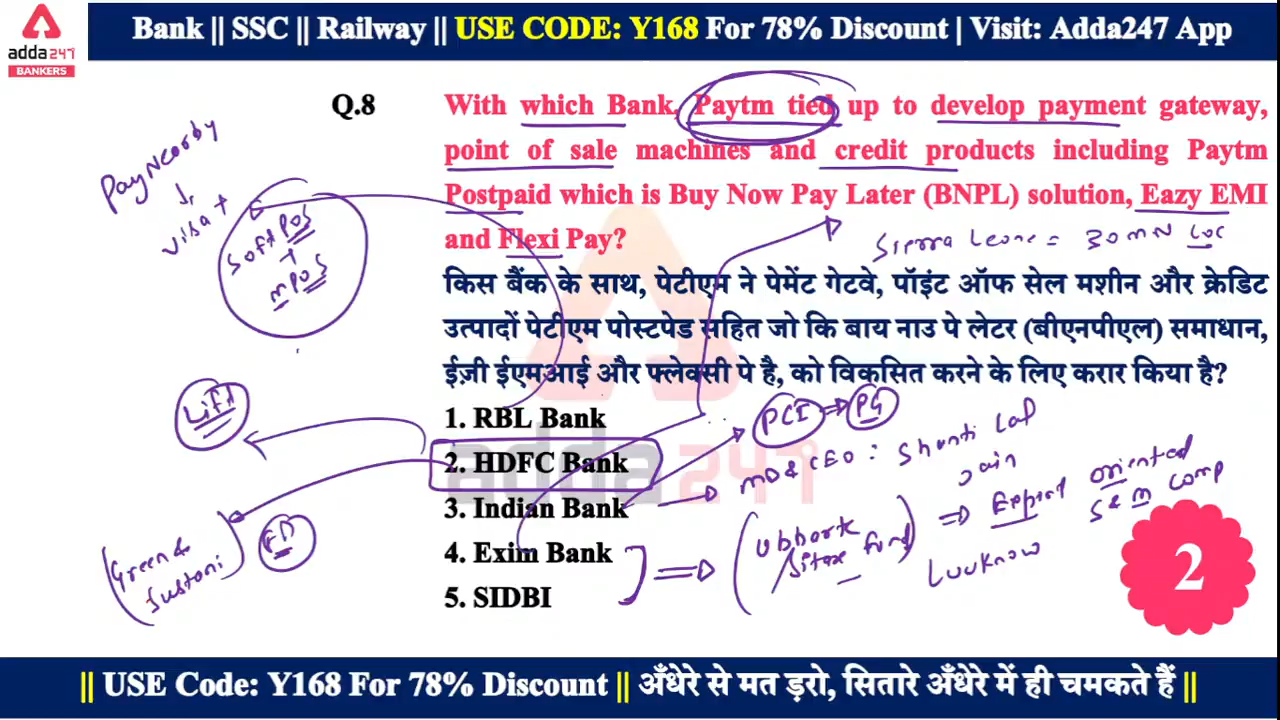 Bank || SSC || Railway || USE CODE: Y168 For 78% Discount | Visit: Adda247 App
adda247
BANKERS
Q.8
With which Bank, Paytm tied up to develop payment gateway,
point of sale machines and credit products including Paytm
Postpaid which is Buy Now Pay Later (BNPL) solution, Eazy EMI
and Flexi Pay?
किस बैंक के साथ, पेटीएम ने पेमेंट गेटवे, पॉइंट ऑफ सेल मशीन और क्रेडिट
उत्पादों पेटीएम पोस्टपेड सहित जो कि बाय नाउ पे लेटर (बीएनपीएल) समाधान,
ईज़ी ईएमआई और फ्लेक्सी पे है, को विकसित करने के लिए करार किया है?
1. RBL Bank
2. HDFC Bank
3. Indian Bank
4. Exim Bank
5. SIDBI
adda247
PayNearby
Visa +
Soft POS
+
mPOS
Sierra Leone = 30 MN LOC
Lift
PCI → PG
MD & CEO : Shanti Lal
Jain
(Green &
FD
Fund) ⇒ Export oriented
S & M comp
2
|| USE Code: Y168 For 78% Discount || अँधेरे से मत ड़रो, सितारे अँधेरे में ही चमकते हैं ||